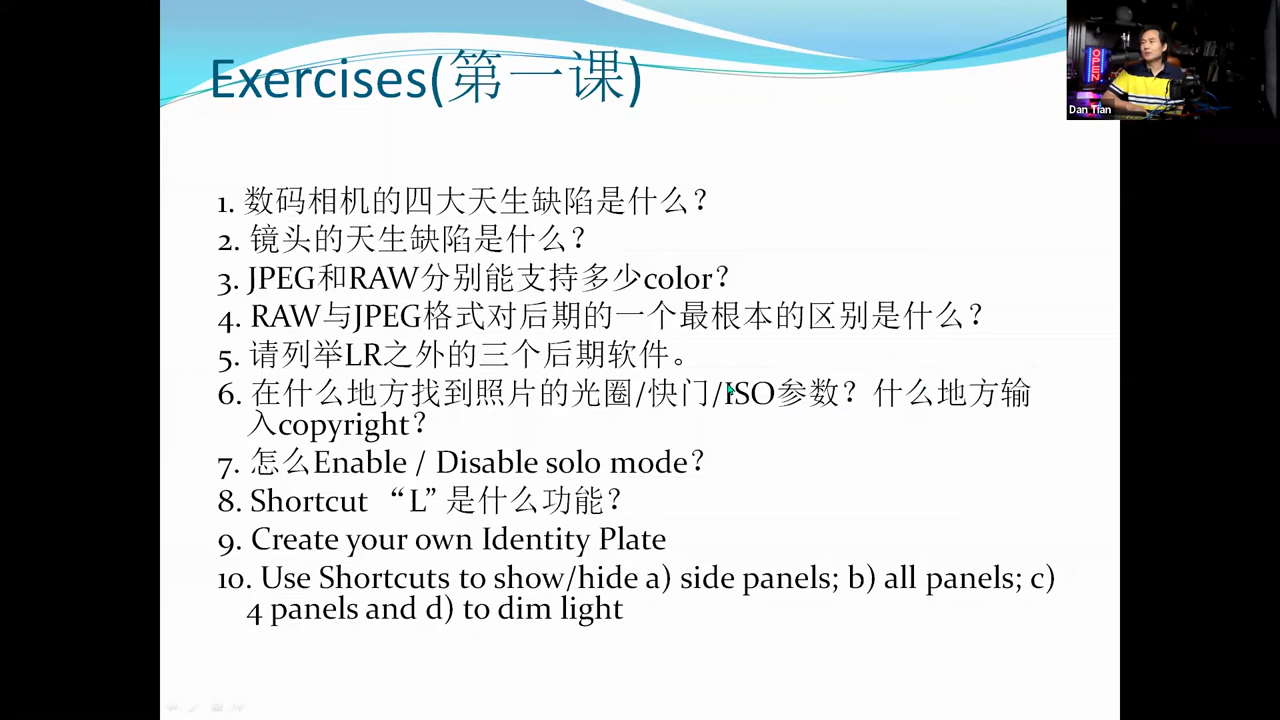 Exercises(第一课)
1. 数码相机的四大天生缺陷是什么？
2. 镜头的天生缺陷是什么？
3. JPEG和RAW分别能支持多少color？
4. RAW与JPEG格式对后期的一个最根本的区别是什么？
5. 请列举LR之外的三个后期软件。
6. 在什么地方找到照片的光圈/快门/ISO参数？什么地方输
入copyright？
7. 怎么Enable / Disable solo mode？
8. Shortcut “L” 是什么功能？
9. Create your own Identity Plate
10. Use Shortcuts to show/hide a) side panels; b) all panels; c)
4 panels and d) to dim light
OPEN
Dan Tian